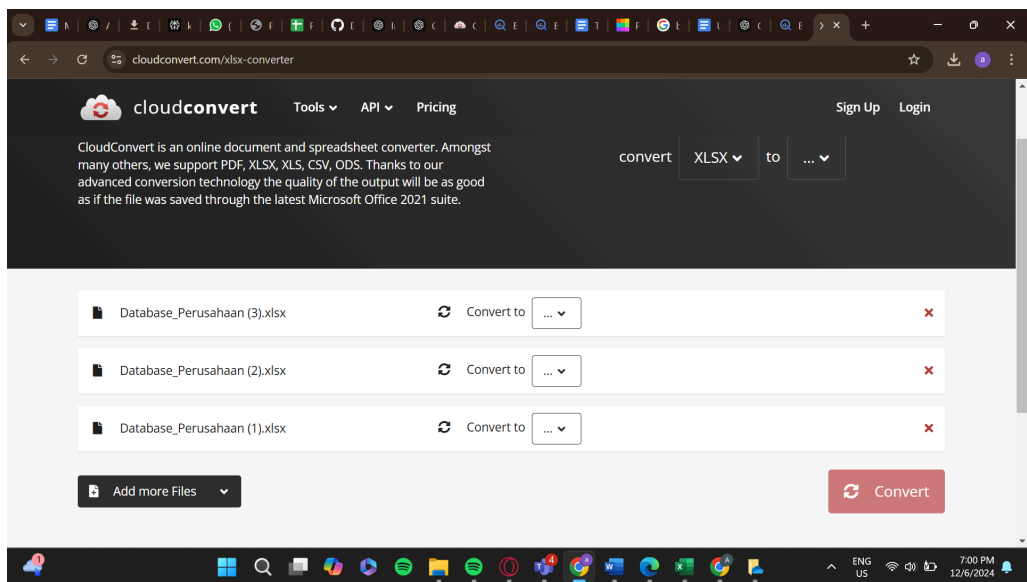 cloudconvert.com/xlsx-converter
a
cloudconvert
Tools
API
Pricing
Sign Up
Login
CloudConvert is an online document and spreadsheet converter. Amongst
many others, we support PDF, XLSX, XLS, CSV, ODS. Thanks to our
advanced conversion technology the quality of the output will be as good
as if the file was saved through the latest Microsoft Office 2021 suite.
convert XLSX to ...
Database_Perusahaan (3).xlsx Convert to ...
Database_Perusahaan (2).xlsx Convert to ...
Database_Perusahaan (1).xlsx Convert to ...
Add more Files
Convert
1
4
ENG
US
7:00 PM
12/6/2024